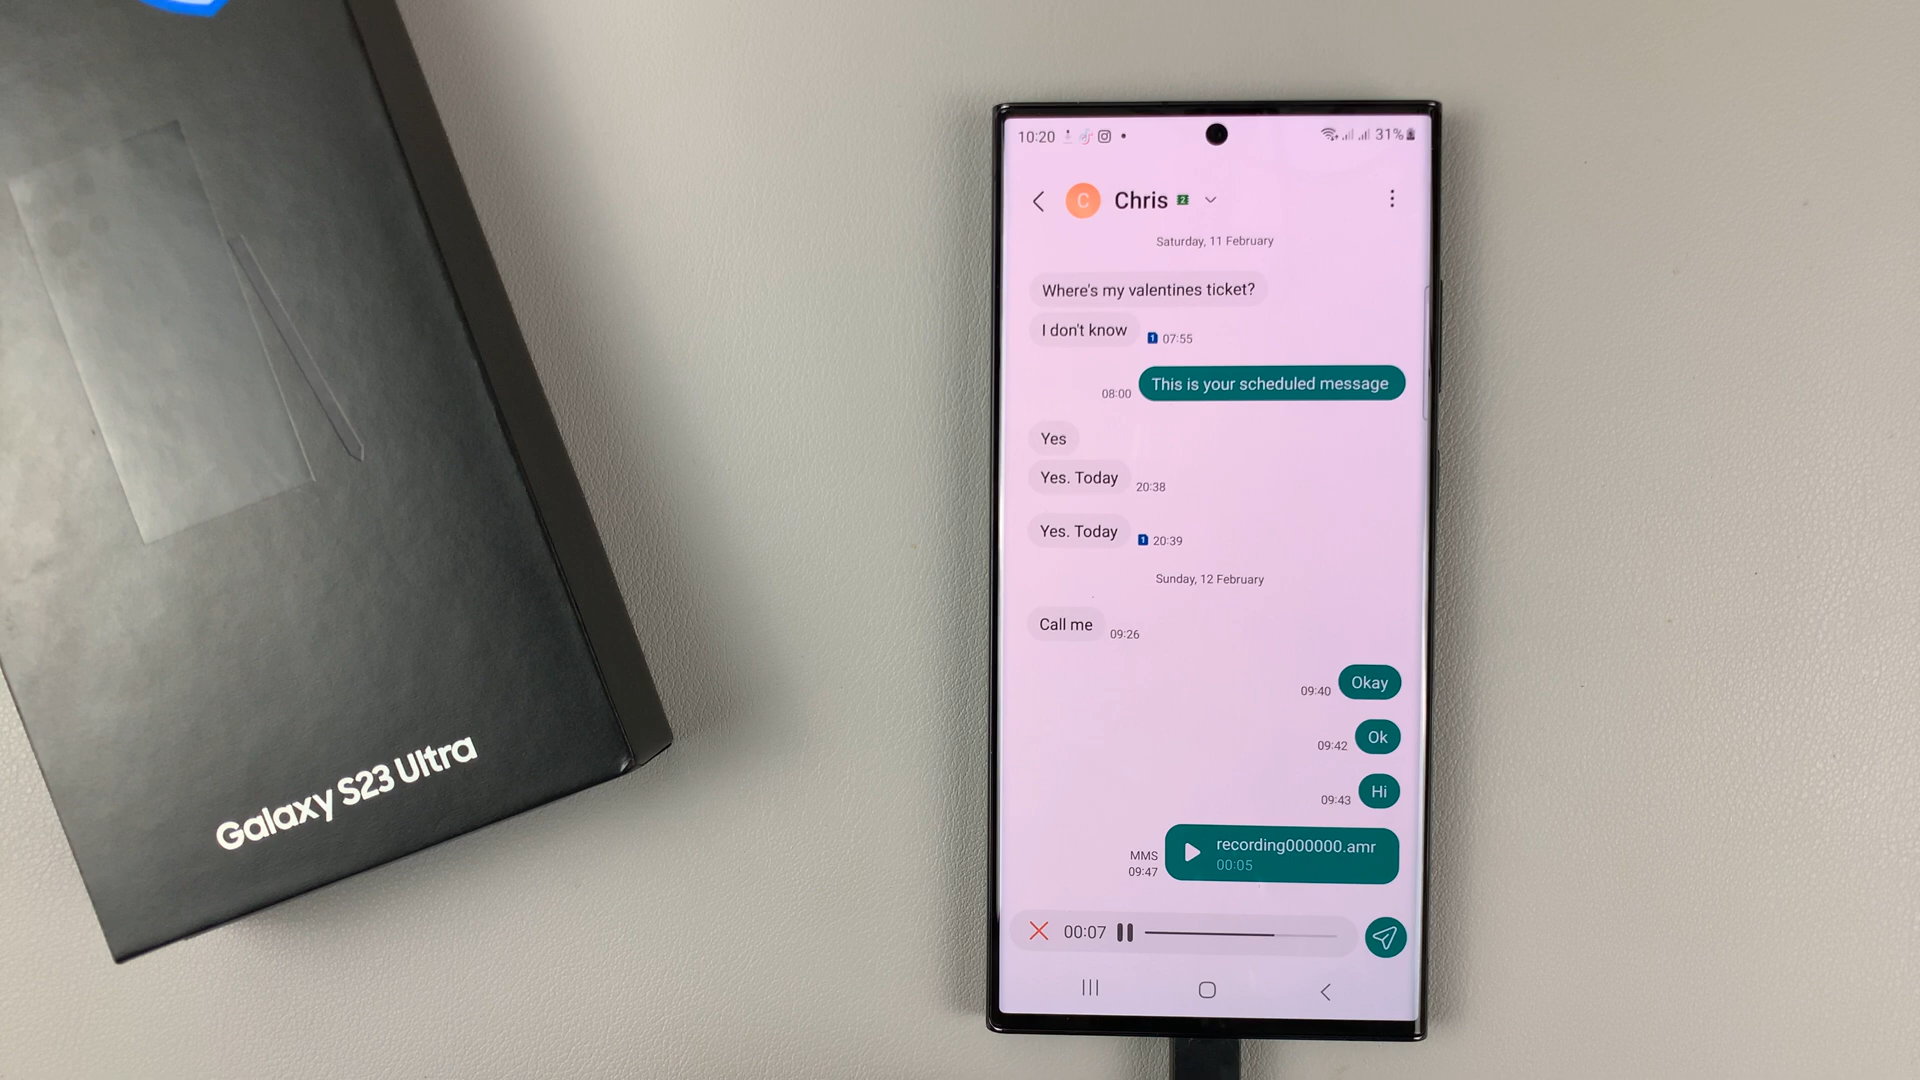 Galaxy S23 Ultra
10:20
31%
C
Chris 2
Saturday, 11 February
Where's my valentines ticket?
I don't know
1 07:55
08:00
This is your scheduled message
Yes
Yes. Today
20:38
Yes. Today
1 20:39
Sunday, 12 February
Call me
09:26
09:40
Okay
09:42
Ok
09:43
Hi
MMS
09:47
recording000000.amr
00:05
00:07